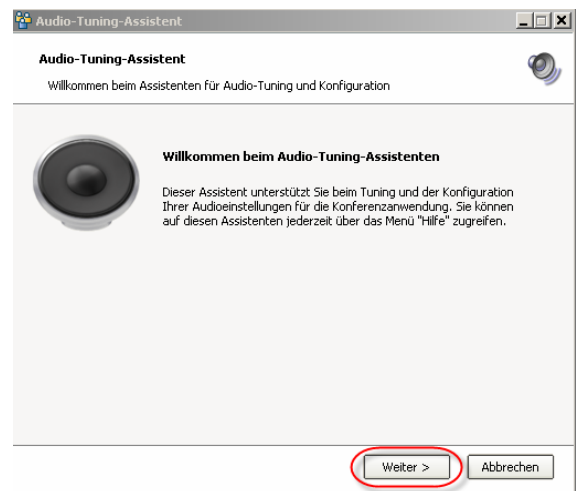 Audio-Tuning-Assistent
Audio-Tuning-Assistent
Willkommen beim Assistenten für Audio-Tuning und Konfiguration
Willkommen beim Audio-Tuning-Assistenten
Dieser Assistent unterstützt Sie beim Tuning und der Konfiguration
Ihrer Audioeinstellungen für die Konferenzanwendung. Sie können
auf diesen Assistenten jederzeit über das Menü "Hilfe" zugreifen.
Weiter >
Abbrechen